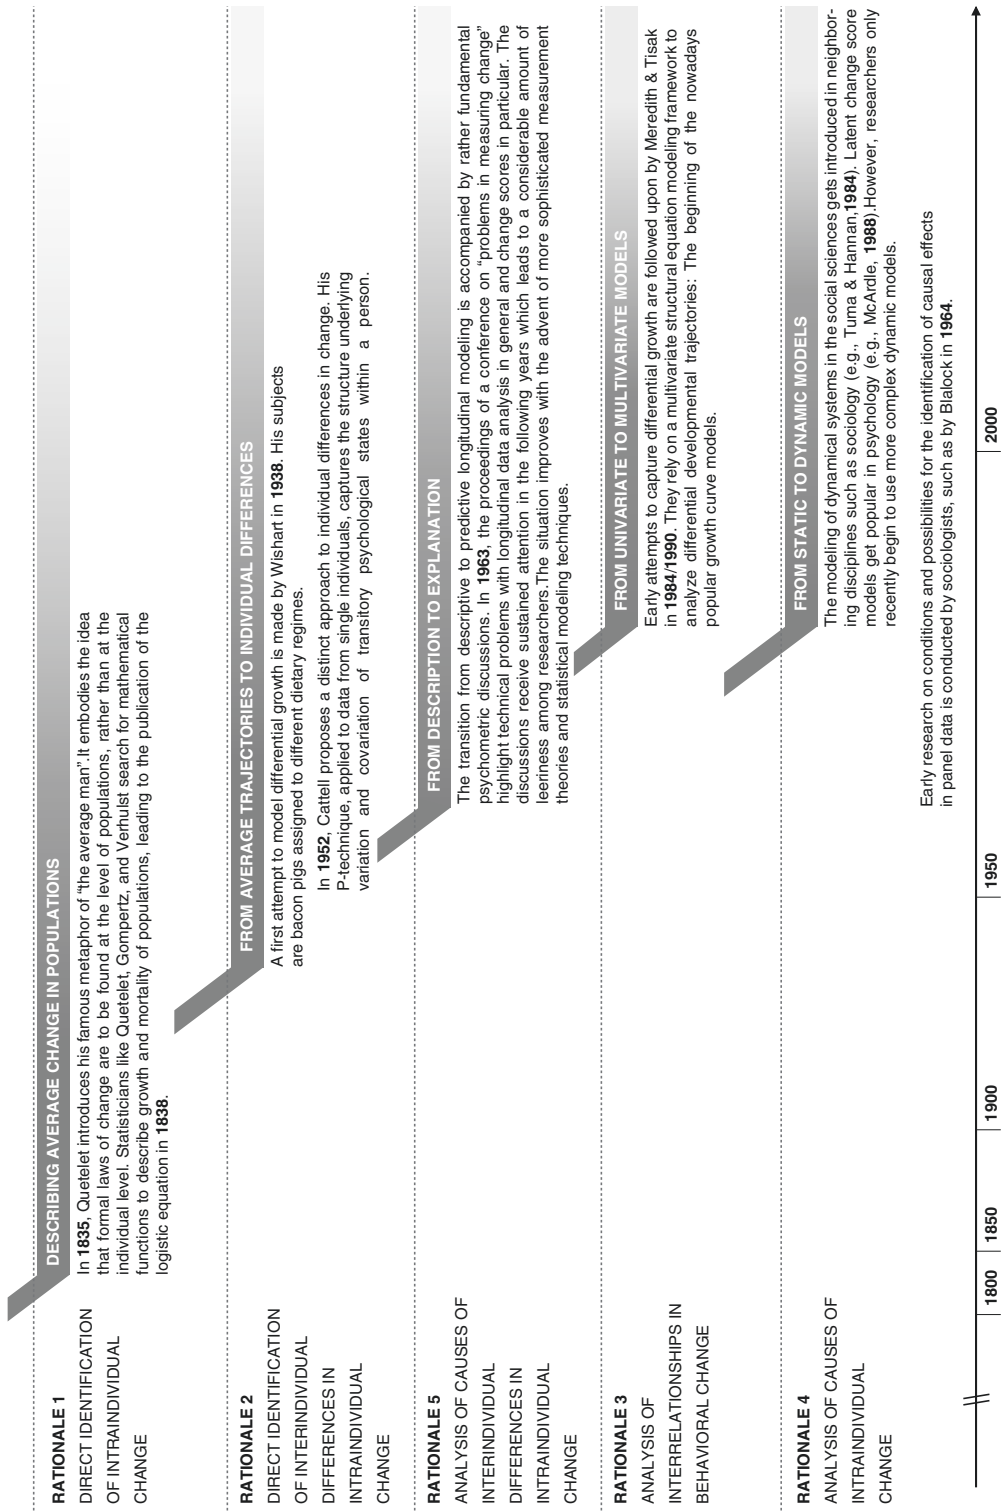 RATIONALE 1
DIRECT IDENTIFICATION
OF INTRAINDIVIDUAL
CHANGE
DESCRIBING AVERAGE CHANGE IN POPULATIONS
In 1835, Quetelet introduces his famous metaphor of "the average man".It embodies the idea
that formal laws of change are to be found at the level of populations, rather than at the
individual level. Statisticians like Quetelet, Gompertz, and Verhulst search for mathematical
functions to describe growth and mortality of populations, leading to the publication of the
logistic equation in 1838.
RATIONALE 2
DIRECT IDENTIFICATION
OF INTERINDIVIDUAL
DIFFERENCES IN
INTRAINDIVIDUAL
CHANGE
FROM AVERAGE TRAJECTORIES TO INDIVIDUAL DIFFERENCES
A first attempt to model differential growth is made by Wishart in 1938. His subjects
are bacon pigs assigned to different dietary regimes.
In 1952, Cattell proposes a distinct approach to individual differences in change. His
P-technique, applied to data from single individuals, captures the structure underlying
variation and covariation of transitory psychological states within a person.
RATIONALE 5
ANALYSIS OF CAUSES OF
INTERINDIVIDUAL
DIFFERENCES IN
INTRAINDIVIDUAL
CHANGE
FROM DESCRIPTION TO EXPLANATION
The transition from descriptive to predictive longitudinal modeling is accompanied by rather fundamental
psychometric discussions. In 1963, the proceedings of a conference on "problems in measuring change"
highlight technical problems with longitudinal data analysis in general and change scores in particular. The
discussions receive sustained attention in the following years which leads to a considerable amount of
leeriness among researchers.The situation improves with the advent of more sophisticated measurement
theories and statistical modeling techniques.
RATIONALE 3
ANALYSIS OF
INTERRELATIONSHIPS IN
BEHAVIORAL CHANGE
FROM UNIVARIATE TO MULTIVARIATE MODELS
Early attempts to capture differential growth are followed upon by Meredith & Tisak
in 1984/1990. They rely on a multivariate structural equation modeling framework to
analyze differential developmental trajectories: The beginning of the nowadays
popular growth curve models.
RATIONALE 4
ANALYSIS OF CAUSES OF
INTRAINDIVIDUAL
CHANGE
FROM STATIC TO DYNAMIC MODELS
The modeling of dynamical systems in the social sciences gets introduced in neighbor-
ing disciplines such as sociology (e.g., Tuma & Hannan,1984). Latent change score
models get popular in psychology (e.g., McArdle, 1988).However, researchers only
recently begin to use more complex dynamic models.
Early research on conditions and possibilities for the identification of causal effects
in panel data is conducted by sociologists, such as by Blalock in 1964.
1800 1850 1900 1950 2000